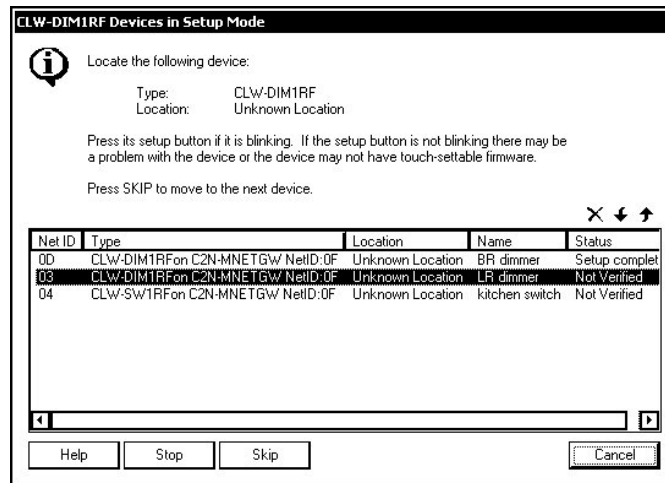 CLW-DIM1RF Devices in Setup Mode
Locate the following device:
Type: CLW-DIM1RF
Location: Unknown Location
Press its setup button if it is blinking. If the setup button is not blinking there may be
a problem with the device or the device may not have touch-settable firmware.
Press SKIP to move to the next device.
Net ID Type Location Name Status
0D CLW-DIM1RFon C2N-MNETGW NetID:0F Unknown Location BR dimmer Setup complet
03 CLW-DIM1RFon C2N-MNETGW NetID:0F Unknown Location LR dimmer Not Verified
04 CLW-SW1RFon C2N-MNETGW NetID:0F Unknown Location kitchen switch Not Verified
Help Stop Skip Cancel